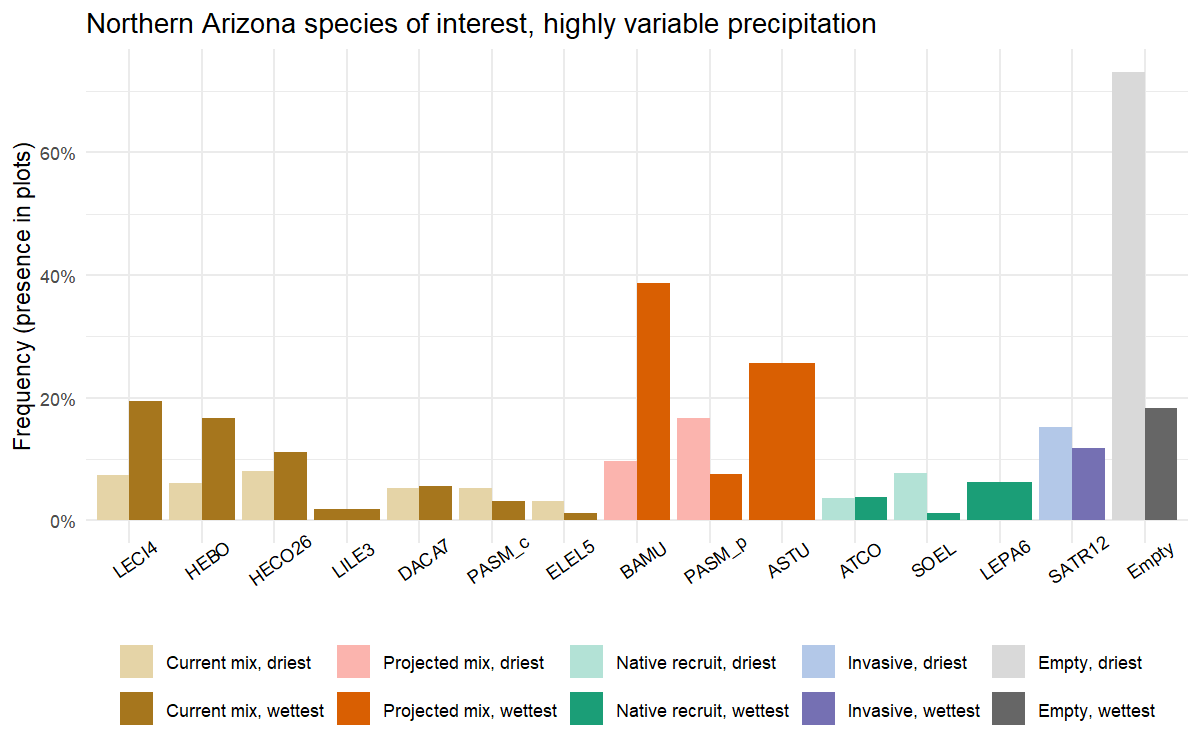 Northern Arizona species of interest, highly variable precipitation
Frequency (presence in plots)
60%
40%
20%
0%
LECI4 HEBO HECO26 LILE3 DACA7 PASM_c ELEL5 BAMU PASM_p ASTU ATCO SOEL LEPA6 SATR12 Empty
Current mix, driest Projected mix, driest Native recruit, driest Invasive, driest Empty, driest
Current mix, wettest Projected mix, wettest Native recruit, wettest Invasive, wettest Empty, wettest